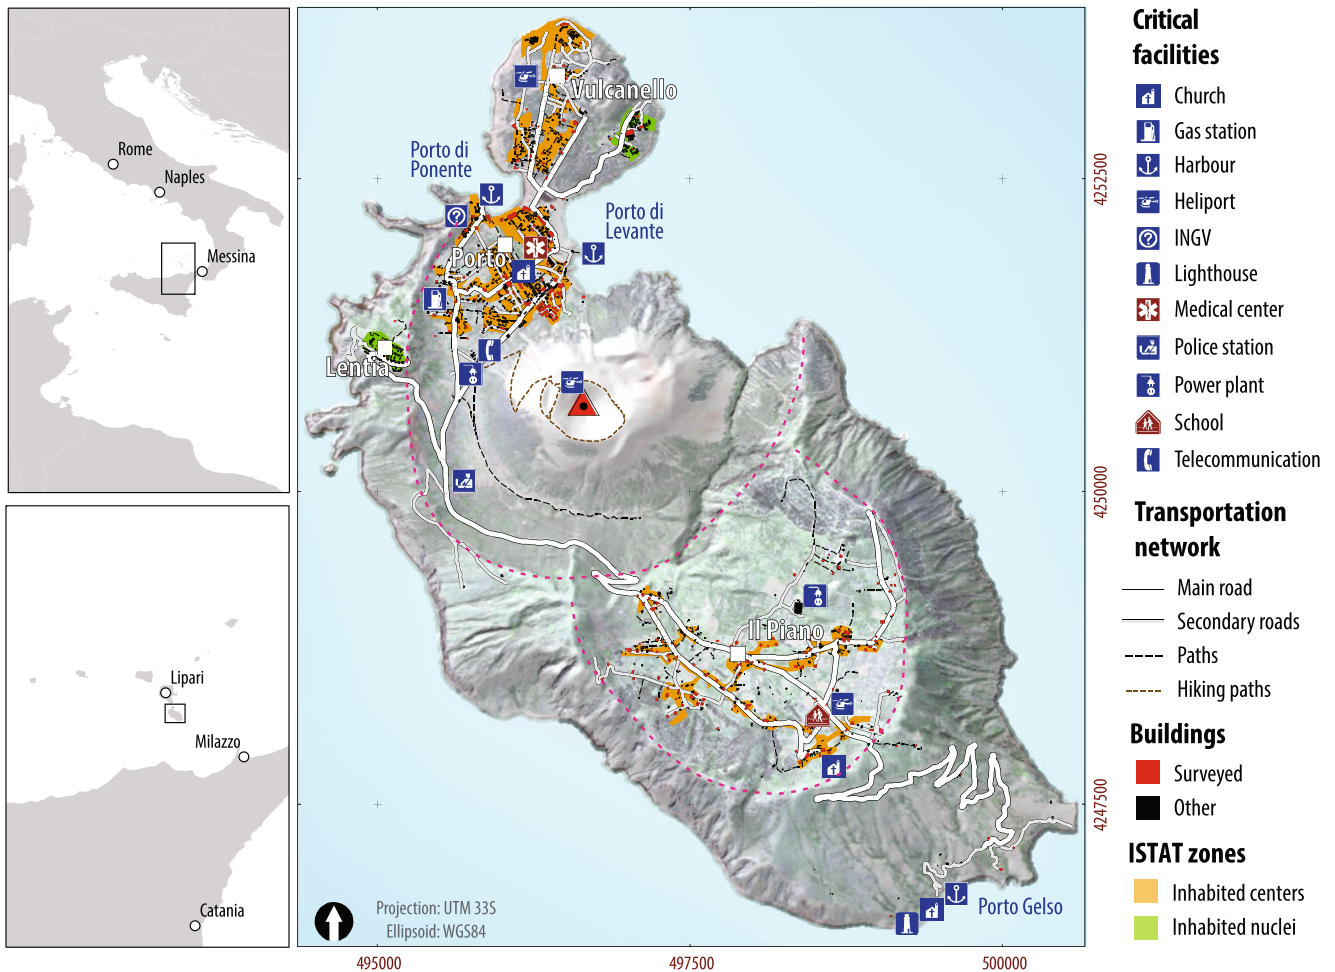 Rome
Naples
Messina
Lipari
Milazzo
Catania
Vulcanello
Porto di
Ponente
Porto di
Levante
Porto
Lentia
Il Piano
Porto Gelso
Projection: UTM 33S
Ellipsoid: WGS84
495000
497500
500000
4252500
4250000
4247500
Critical
facilities
Church
Gas station
Harbour
Heliport
INGV
Lighthouse
Medical center
Police station
Power plant
School
Telecommunication
Transportation
network
Main road
Secondary roads
Paths
Hiking paths
Buildings
Surveyed
Other
ISTAT zones
Inhabited centers
Inhabited nuclei